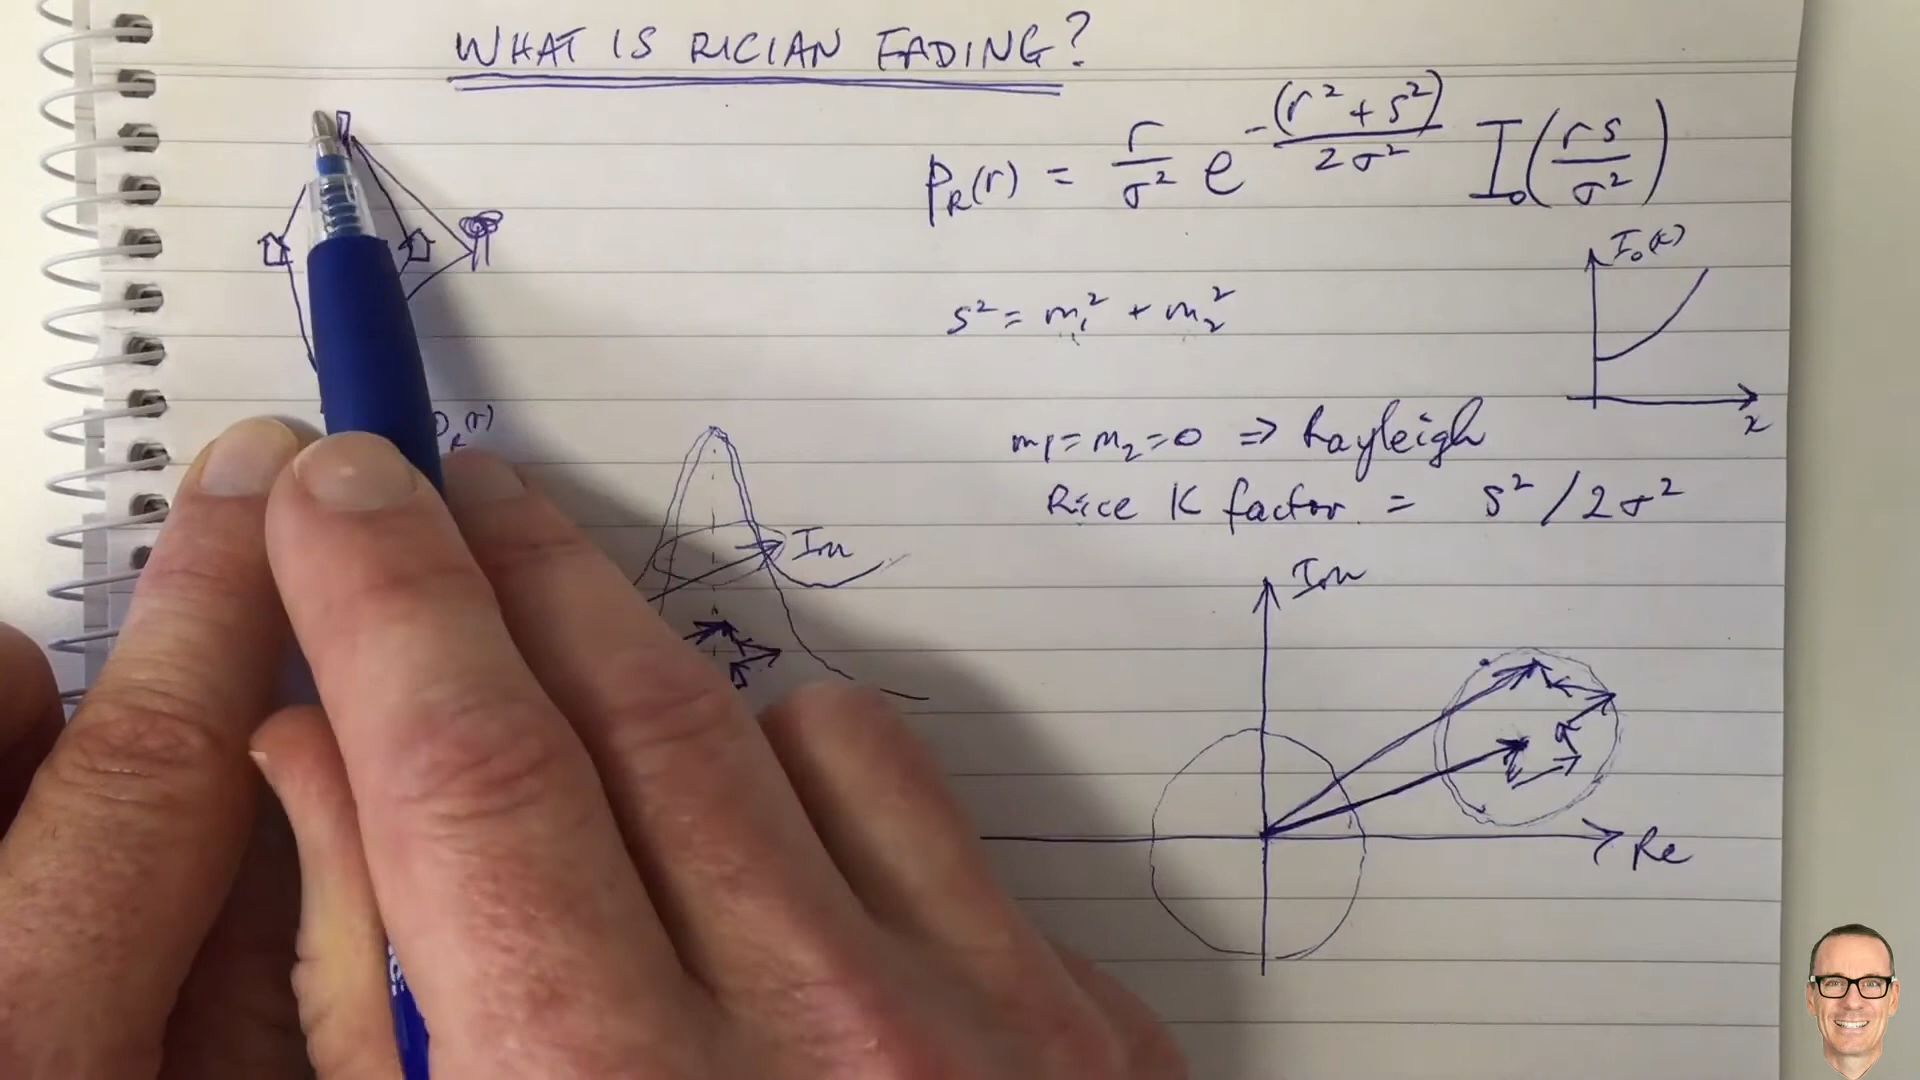 WHAT IS RICIAN FADING?
p_R(r) = r/σ² e^{-(r²+s²)/2σ²} I₀(rs/σ²)
I₀(x)
s² = m₁² + m₂²
x
p_R(r)
m₁ = m₂ = 0 ⇒ Rayleigh
Rice K factor = s² / 2σ²
Im
Im
Re